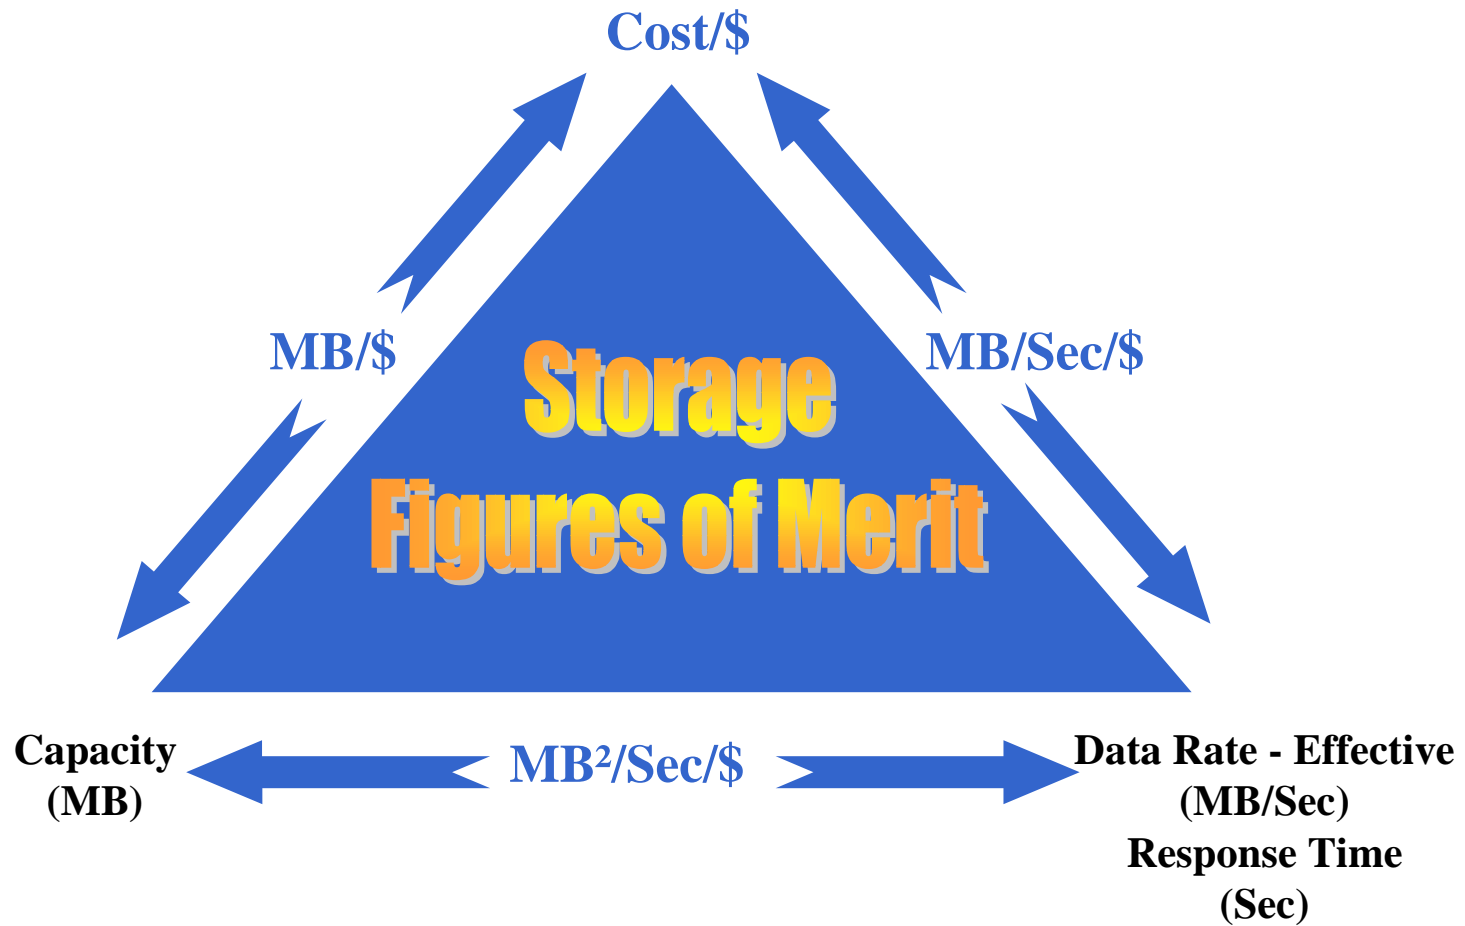 Cost/$
MB/$
MB/Sec/$
Storage
Figures of Merit
Capacity
(MB)
MB²/Sec/$
Data Rate - Effective
(MB/Sec)
Response Time
(Sec)